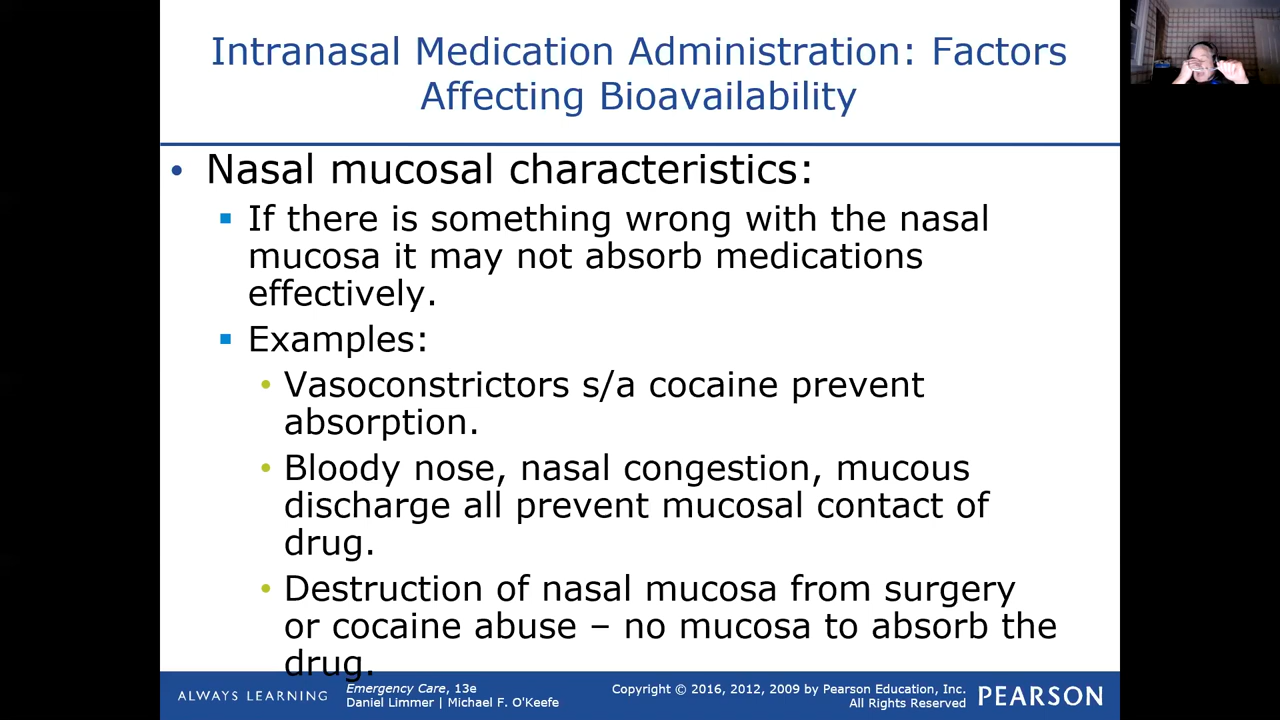 Intranasal Medication Administration: Factors
Affecting Bioavailability
• Nasal mucosal characteristics:
▪ If there is something wrong with the nasal
mucosa it may not absorb medications
effectively.
▪ Examples:
• Vasoconstrictors s/a cocaine prevent
absorption.
• Bloody nose, nasal congestion, mucous
discharge all prevent mucosal contact of
drug.
• Destruction of nasal mucosa from surgery
or cocaine abuse – no mucosa to absorb the
drug.
ALWAYS LEARNING
Emergency Care, 13e
Daniel Limmer | Michael F. O'Keefe
Copyright © 2016, 2012, 2009 by Pearson Education, Inc.
All Rights Reserved
PEARSON